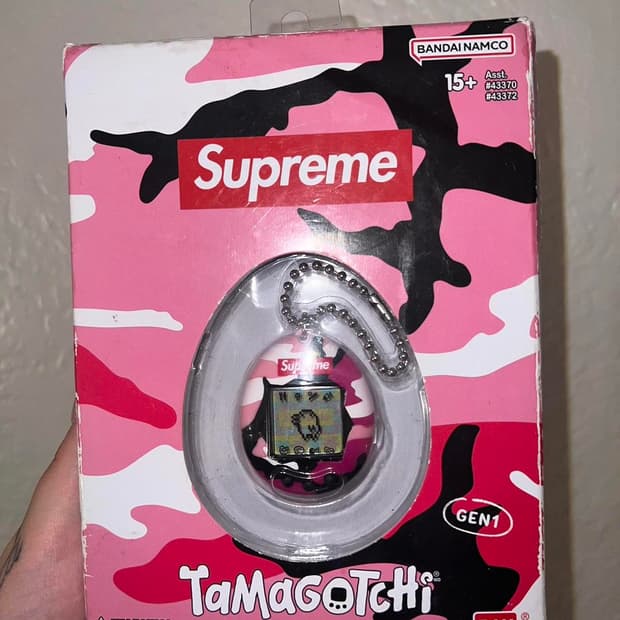 BANDAI NAMCO
15+ Asst.
#43370
#43372
Supreme
Supreme
GEN1
TAMAGOTCHI